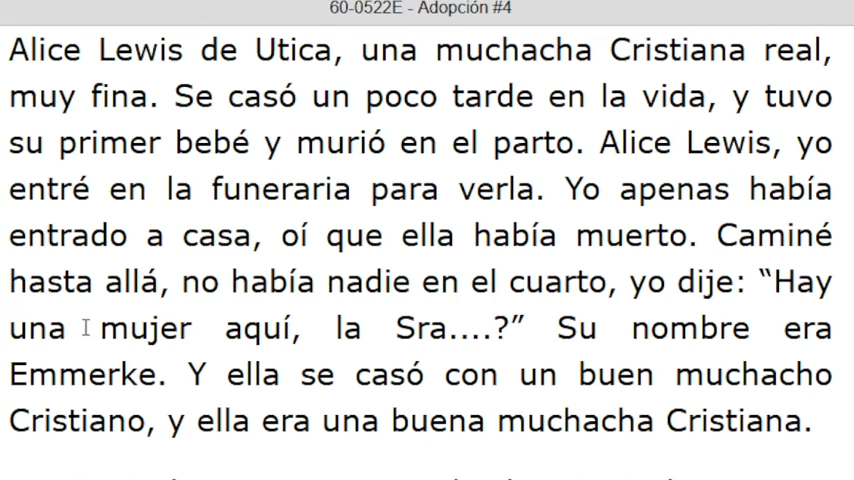 60-0522E - Adopción #4
Alice Lewis de Utica, una muchacha Cristiana real,
muy fina. Se casó un poco tarde en la vida, y tuvo
su primer bebé y murió en el parto. Alice Lewis, yo
entré en la funeraria para verla. Yo apenas había
entrado a casa, oí que ella había muerto. Caminé
hasta allá, no había nadie en el cuarto, yo dije: “Hay
una mujer aquí, la Sra....?” Su nombre era
Emmerke. Y ella se casó con un buen muchacho
Cristiano, y ella era una buena muchacha Cristiana.